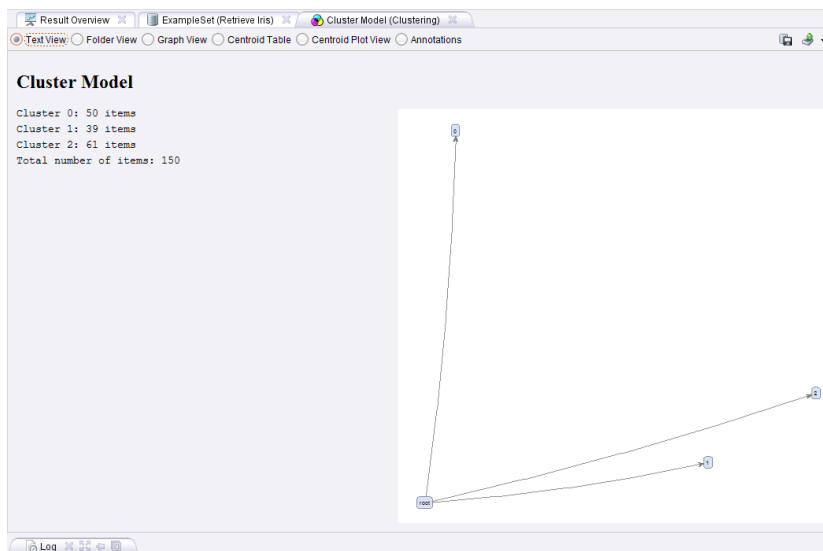 Result Overview ExampleSet (Retrieve Iris) Cluster Model (Clustering)
Text View Folder View Graph View Centroid Table Centroid Plot View Annotations
Cluster Model
Cluster 0: 50 items
Cluster 1: 39 items
Cluster 2: 61 items
Total number of items: 150
0
2
1
root
Log